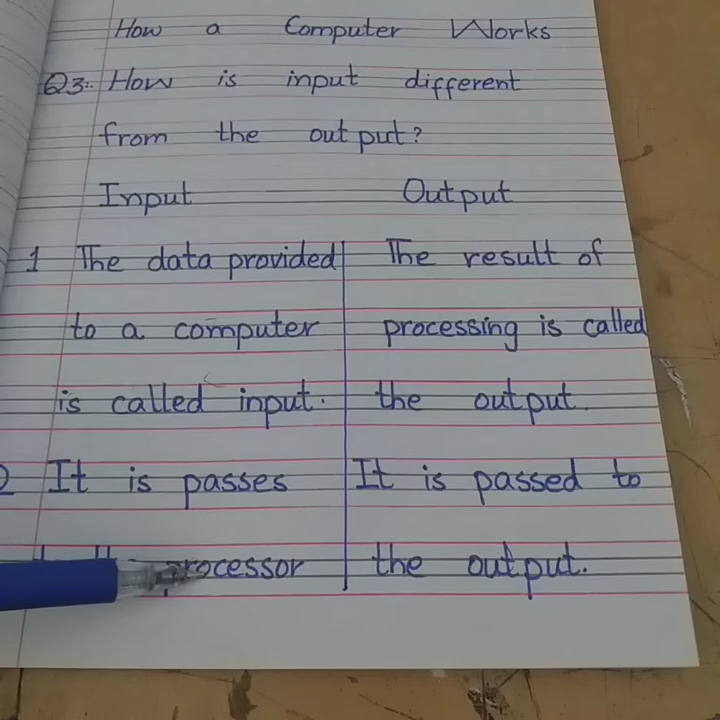 How a Computer Works
Q3:. How is input different
from the output?
Input Output
1 The data provided The result of
to a computer processing is called
is called input. the output.
2 It is passes It is passed to
processor the output.